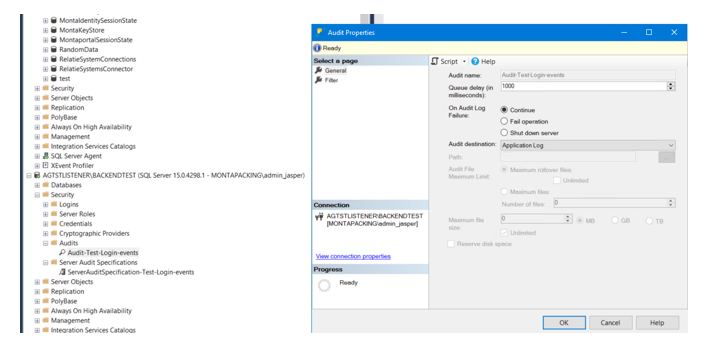 MontaIdentitySessionState
MontaKeyStore
MontaportalSessionState
RandomData
RelatieSystemConnections
RelatieSystemsConnector
test
Security
Server Objects
Replication
PolyBase
Always On High Availability
Management
Integration Services Catalogs
SQL Server Agent
XEvent Profiler
AGTSTLISTENER\BACKENDTEST (SQL Server 15.0.4298.1 - MONTAPACKING\admin_jasper)
Databases
Security
Logins
Server Roles
Credentials
Cryptographic Providers
Audits
Audit-Test-Login-events
Server Audit Specifications
ServerAuditSpecification-Test-Login-events
Server Objects
Replication
PolyBase
Always On High Availability
Management
Integration Services Catalogs
Audit Properties
Ready
Select a page
General
Filter
Connection
AGTSTLISTENER\BACKENDTEST
[MONTAPACKING\admin_jasper]
View connection properties
Progress
Ready
Script
Help
Audit name:
Audit-Test-Login-events
Queue delay (in
milliseconds):
1000
On Audit Log
Failure:
Continue
Fail operation
Shut down server
Audit destination:
Application Log
Path:
Audit File
Maximum Limit:
Maximum rollover files:
Unlimited
Maximum files:
Number of files:
0
Maximum file
size:
0
MB
GB
TB
Unlimited
Reserve disk space
OK
Cancel
Help